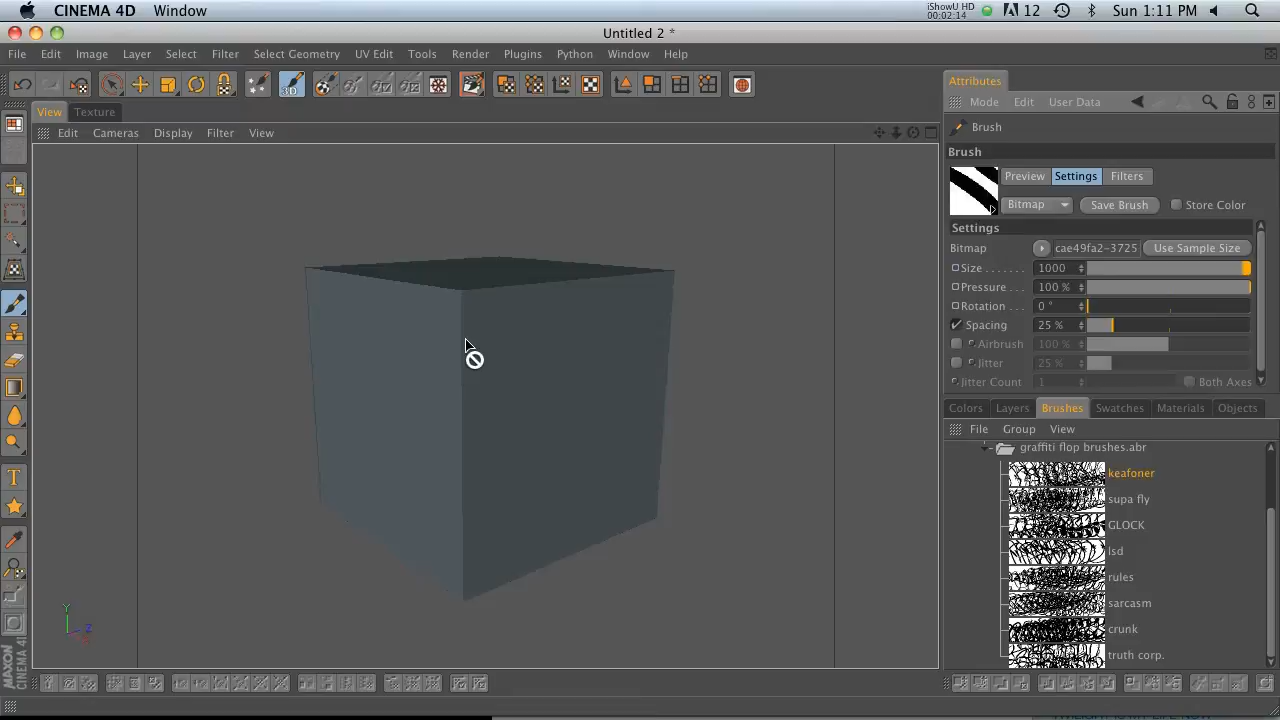 CINEMA 4D Window
iShowU HD
00:02:14
12
Sun 1:11 PM
Untitled 2 *
File Edit Image Layer Select Filter Select Geometry UV Edit Tools Render Plugins Python Window Help
3D
Attributes
View Texture
Mode Edit User Data
Edit Cameras Display Filter View
Brush
Brush
Preview Settings Filters
Bitmap Save Brush Store Color
Settings
Bitmap cae49fa2-3725 Use Sample Size
Size . . . . . . . 1000
Pressure . . . 100 %
Rotation . . . 0 °
Spacing 25 %
Airbrush 100 %
Jitter 25 %
Jitter Count 1 Both Axes
Colors Layers Brushes Swatches Materials Objects
File Group View
graffiti flop brushes.abr
keafoner
supa fly
GLOCK
lsd
rules
sarcasm
crunk
truth corp.
T
Y
Z
MAXON
CINEMA 4D